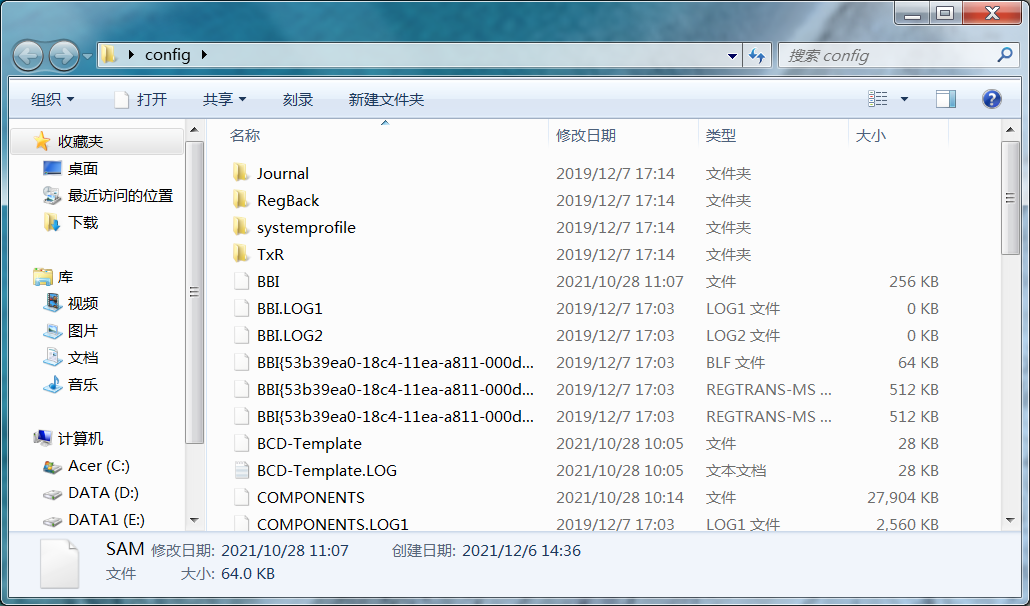 config
搜索 config
组织 打开 共享 刻录 新建文件夹
名称 修改日期 类型 大小
收藏夹
桌面
最近访问的位置
下载
库
视频
图片
文档
音乐
计算机
Acer (C:)
DATA (D:)
DATA1 (E:)
Journal 2019/12/7 17:14 文件夹
RegBack 2019/12/7 17:14 文件夹
systemprofile 2019/12/7 17:14 文件夹
TxR 2019/12/7 17:14 文件夹
BBI 2021/10/28 11:07 文件 256 KB
BBI.LOG1 2019/12/7 17:03 LOG1 文件 0 KB
BBI.LOG2 2019/12/7 17:03 LOG2 文件 0 KB
BBI{53b39ea0-18c4-11ea-a811-000d... 2019/12/7 17:03 BLF 文件 64 KB
BBI{53b39ea0-18c4-11ea-a811-000d... 2019/12/7 17:03 REGTRANS-MS ... 512 KB
BBI{53b39ea0-18c4-11ea-a811-000d... 2019/12/7 17:03 REGTRANS-MS ... 512 KB
BCD-Template 2021/10/28 10:05 文件 28 KB
BCD-Template.LOG 2021/10/28 10:05 文本文档 28 KB
COMPONENTS 2021/10/28 10:14 文件 27,904 KB
COMPONENTS.LOG1 2019/12/7 17:03 LOG1 文件 2,560 KB
SAM 修改日期: 2021/10/28 11:07 创建日期: 2021/12/6 14:36
文件 大小: 64.0 KB